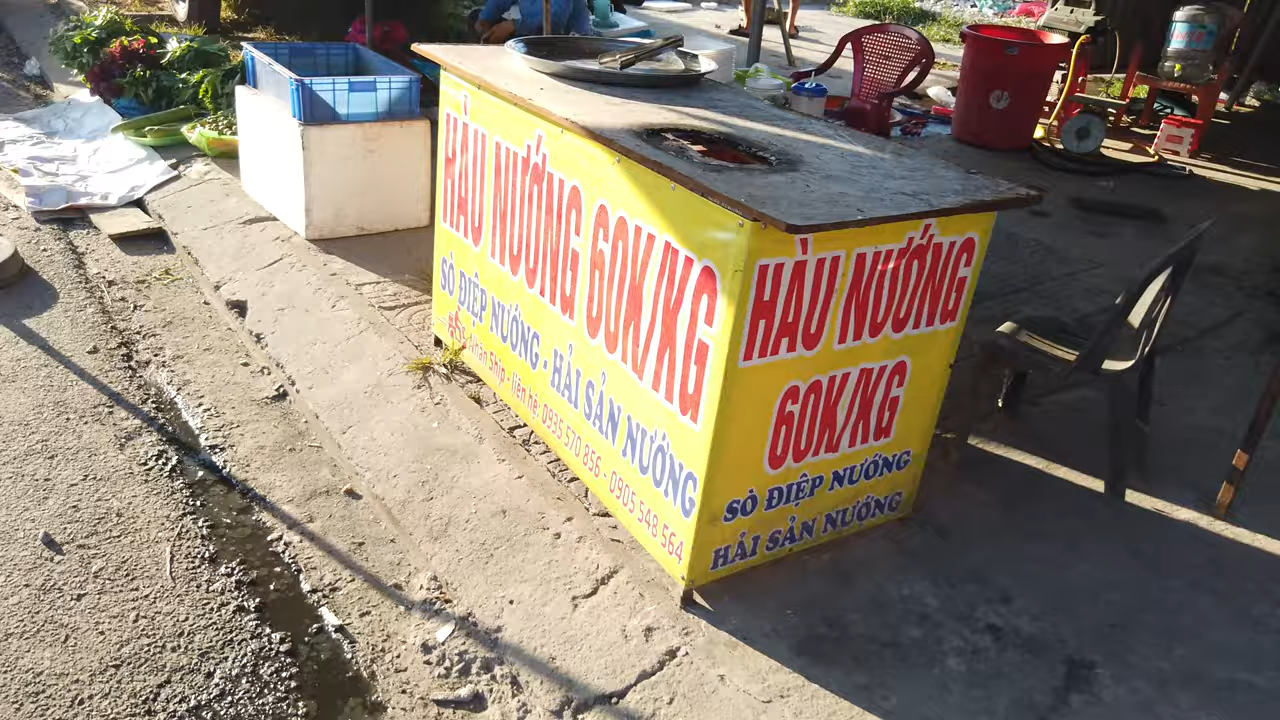 HÀU NƯỚNG 60K/KG
SÒ ĐIỆP NƯỚNG - HẢI SẢN NƯỚNG
Nhận Ship - liên hệ: 0935 570 856 - 0905 548 564
HÀU NƯỚNG
60K/KG
SÒ ĐIỆP NƯỚNG
HẢI SẢN NƯỚNG